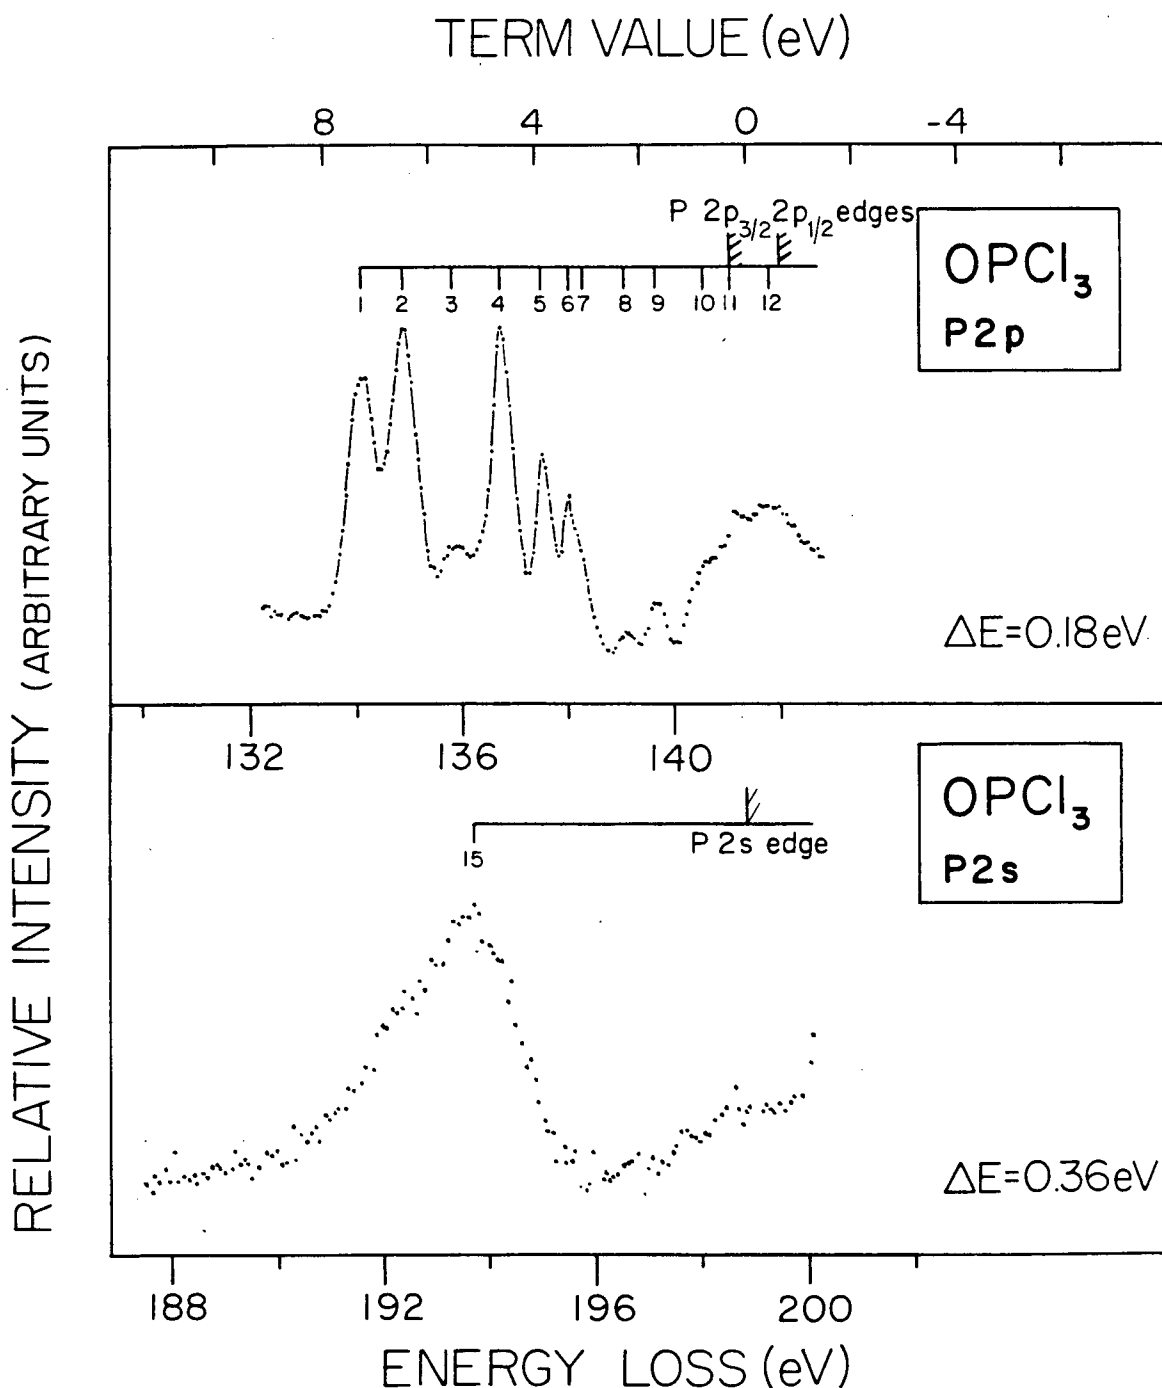 TERM VALUE (eV)
8 4 0 -4
P 2p3/2 2p1/2 edges
1 2 3 4 5 6 7 8 9 10 11 12
OPCl3
P2p
ΔE=0.18eV
132 136 140
OPCl3
P2s
P 2s edge
15
ΔE=0.36eV
188 192 196 200
ENERGY LOSS (eV)
RELATIVE INTENSITY (ARBITRARY UNITS)